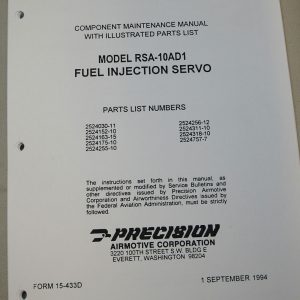 COMPONENT MAINTENANCE MANUAL
WITH ILLUSTRATED PARTS LIST
MODEL RSA-10AD1
FUEL INJECTION SERVO
PARTS LIST NUMBERS
2524030-11
2524152-10
2524163-15
2524175-10
2524255-10
2524256-12
2524311-10
2524318-10
2524757-7
The instructions set forth in this manual, as
supplemented or modified by Service Bulletins and
other directives issued by Precision Airmotive
Corporation and Airworthiness Directives issued by
the Federal Aviation Administration, must be strictly
followed.
PRECISION
AIRMOTIVE CORPORATION
3220 100TH STREET S.W. BLDG E
EVERETT, WASHINGTON 98204
FORM 15-433D
1 SEPTEMBER 1994